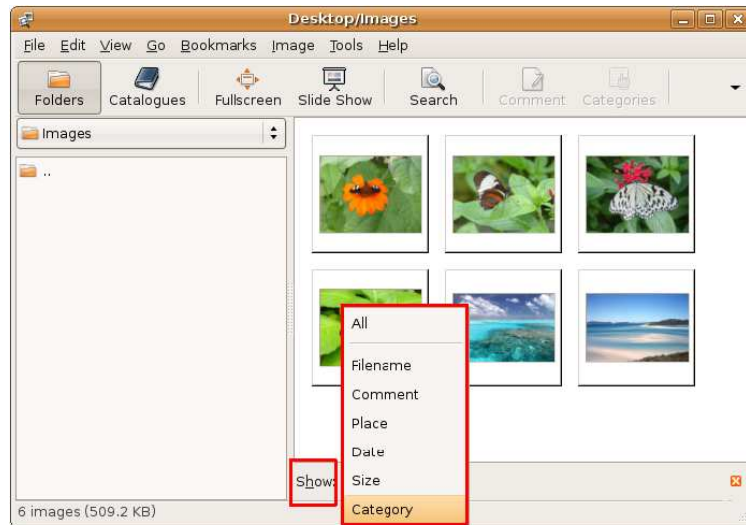 Desktop/Images
File Edit View Go Bookmarks Image Tools Help
Folders Catalogues Fullscreen Slide Show Search Comment Categories
Images
..
All
Filename
Comment
Place
Date
Show: Size
Category
6 images (509.2 KB)